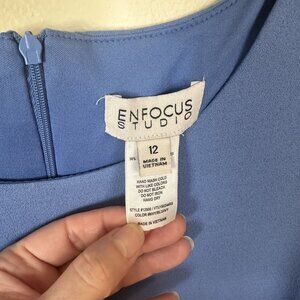 ENFOCUS
STUDIO
12
MADE IN
VIETNAM
HAND WASH COLD
WITH LIKE COLORS
DO NOT BLEACH
DO NOT IRON
HANG DRY
MADE IN VIETNAM